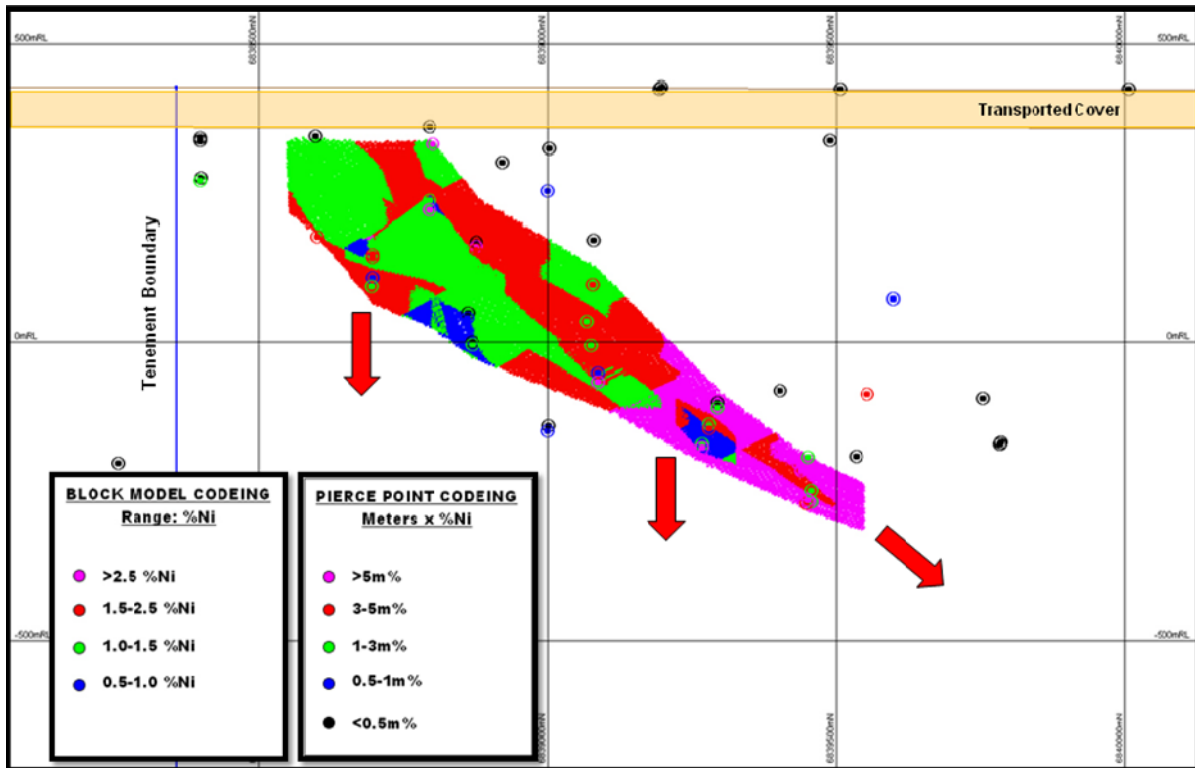 6838500mN
6839000mN
6839500mN
6840000mN
500mRL
500mRL
Transported Cover
Tenement Boundary
0mRL
0mRL
BLOCK MODEL CODEING
Range: %Ni
>2.5 %Ni
1.5-2.5 %Ni
1.0-1.5 %Ni
0.5-1.0 %Ni
PIERCE POINT CODEING
Meters x %Ni
>5m%
3-5m%
1-3m%
0.5-1m%
<0.5m%
-500mRL
-500mRL
6839000mN
6839500mN
6840000mN